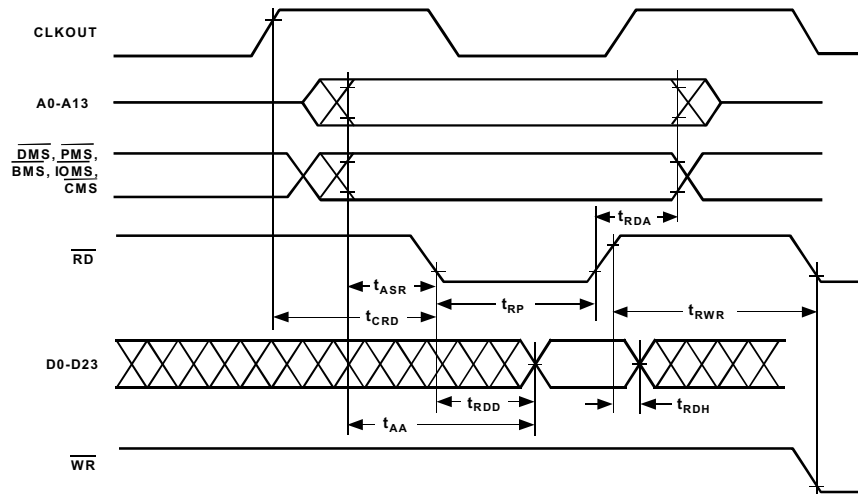 CLKOUT
A0-A13
DMS, PMS,
BMS, IOMS,
CMS
tRDA
RD
tASR
tRP
tCRD
tRWR
D0-D23
tRDD
tRDH
tAA
WR